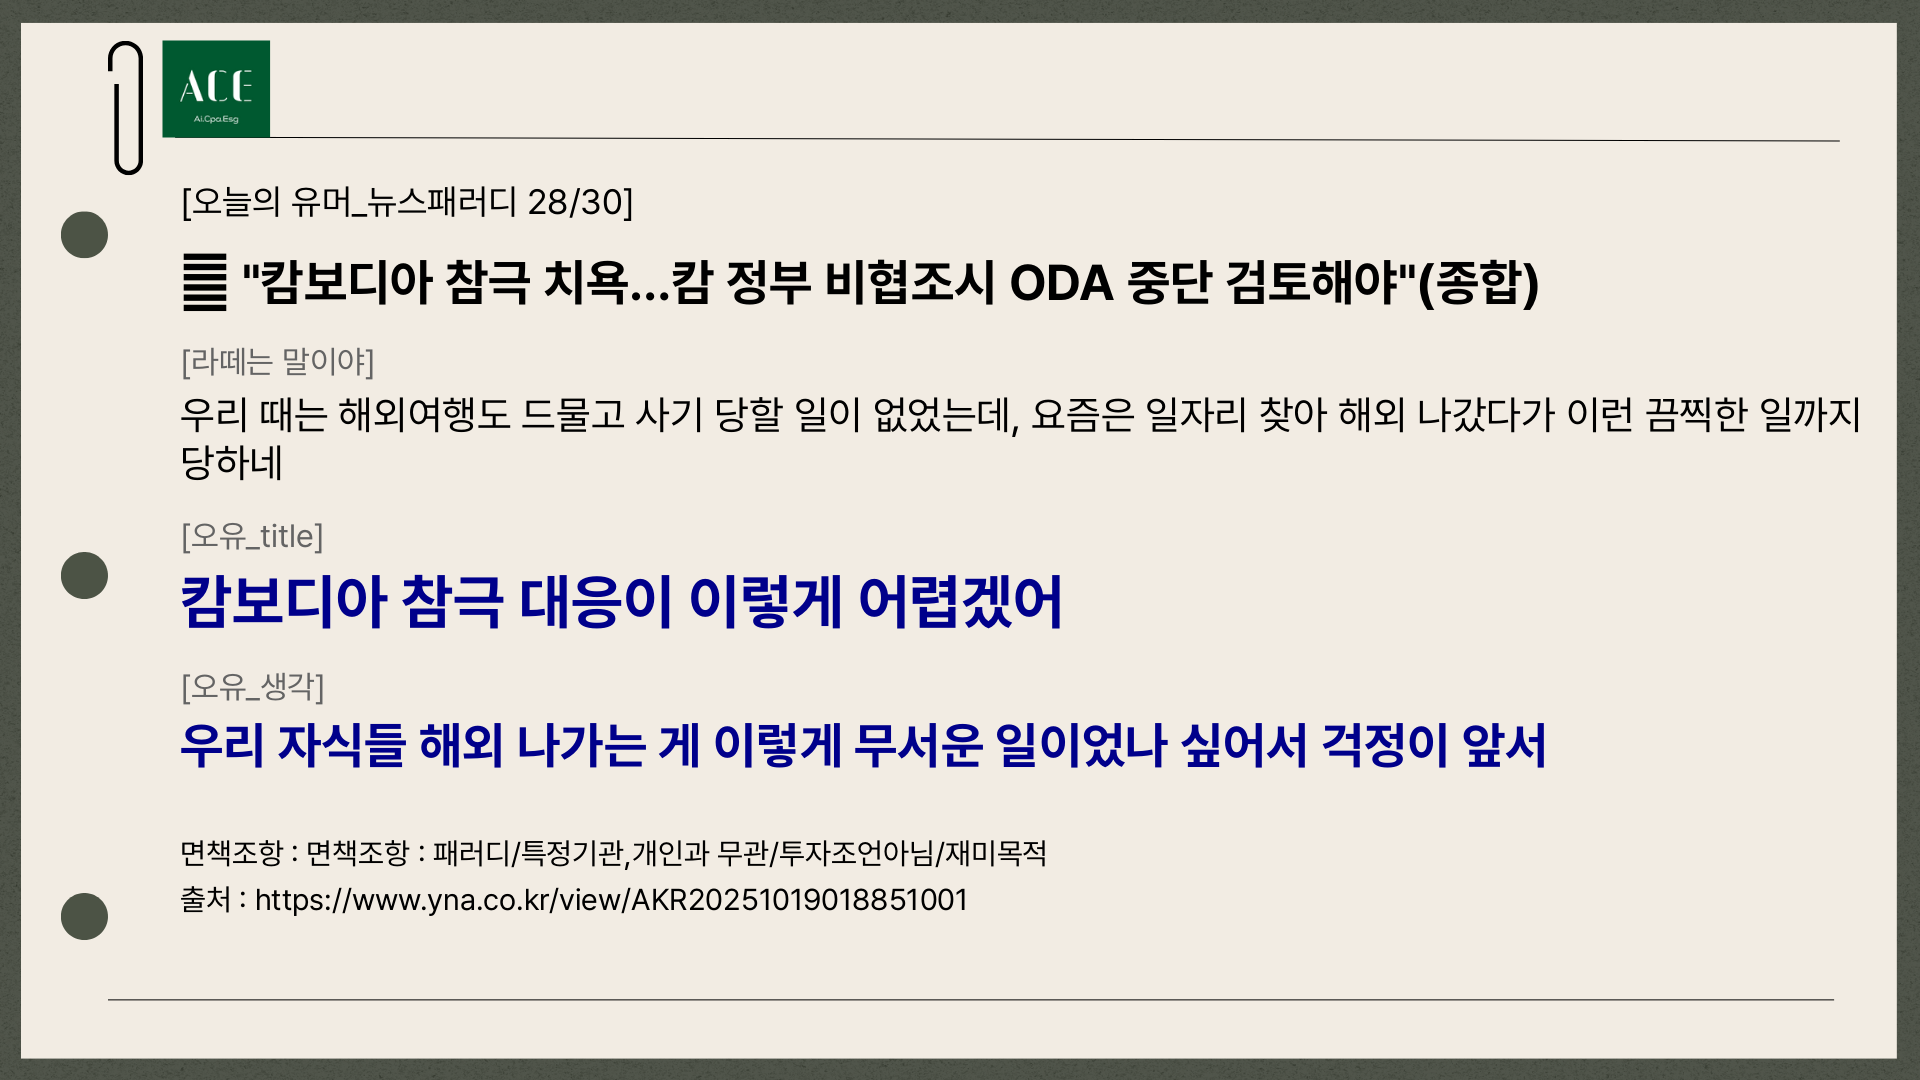 ACE
Ai.Cpa.Esg
[오늘의 유머_뉴스패러디 28/30]
"캄보디아 참극 치욕…캄 정부 비협조시 ODA 중단 검토해야"(종합)
[라떼는 말이야]
우리 때는 해외여행도 드물고 사기 당할 일이 없었는데, 요즘은 일자리 찾아 해외 나갔다가 이런 끔찍한 일까지
당하네
[오유_title]
캄보디아 참극 대응이 이렇게 어렵겠어
[오유_생각]
우리 자식들 해외 나가는 게 이렇게 무서운 일이었나 싶어서 걱정이 앞서
면책조항 : 면책조항 : 패러디/특정기관,개인과 무관/투자조언아님/재미목적
출처 : https://www.yna.co.kr/view/AKR20251019018851001